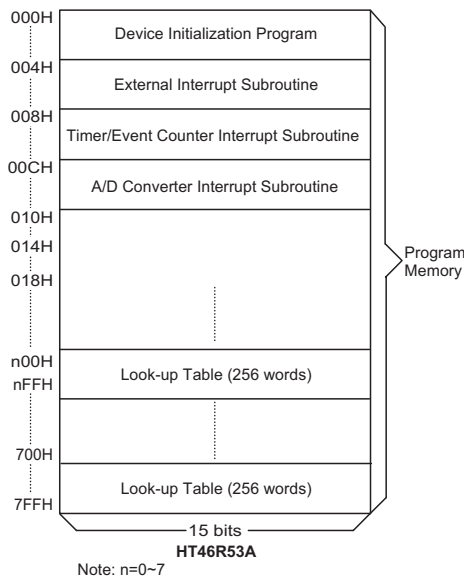 000H
Device Initialization Program
004H
External Interrupt Subroutine
008H
Timer/Event Counter Interrupt Subroutine
00CH
A/D Converter Interrupt Subroutine
010H
014H
018H
Program
Memory
n00H
Look-up Table (256 words)
nFFH
700H
Look-up Table (256 words)
7FFH
15 bits
HT46R53A
Note: n=0~7